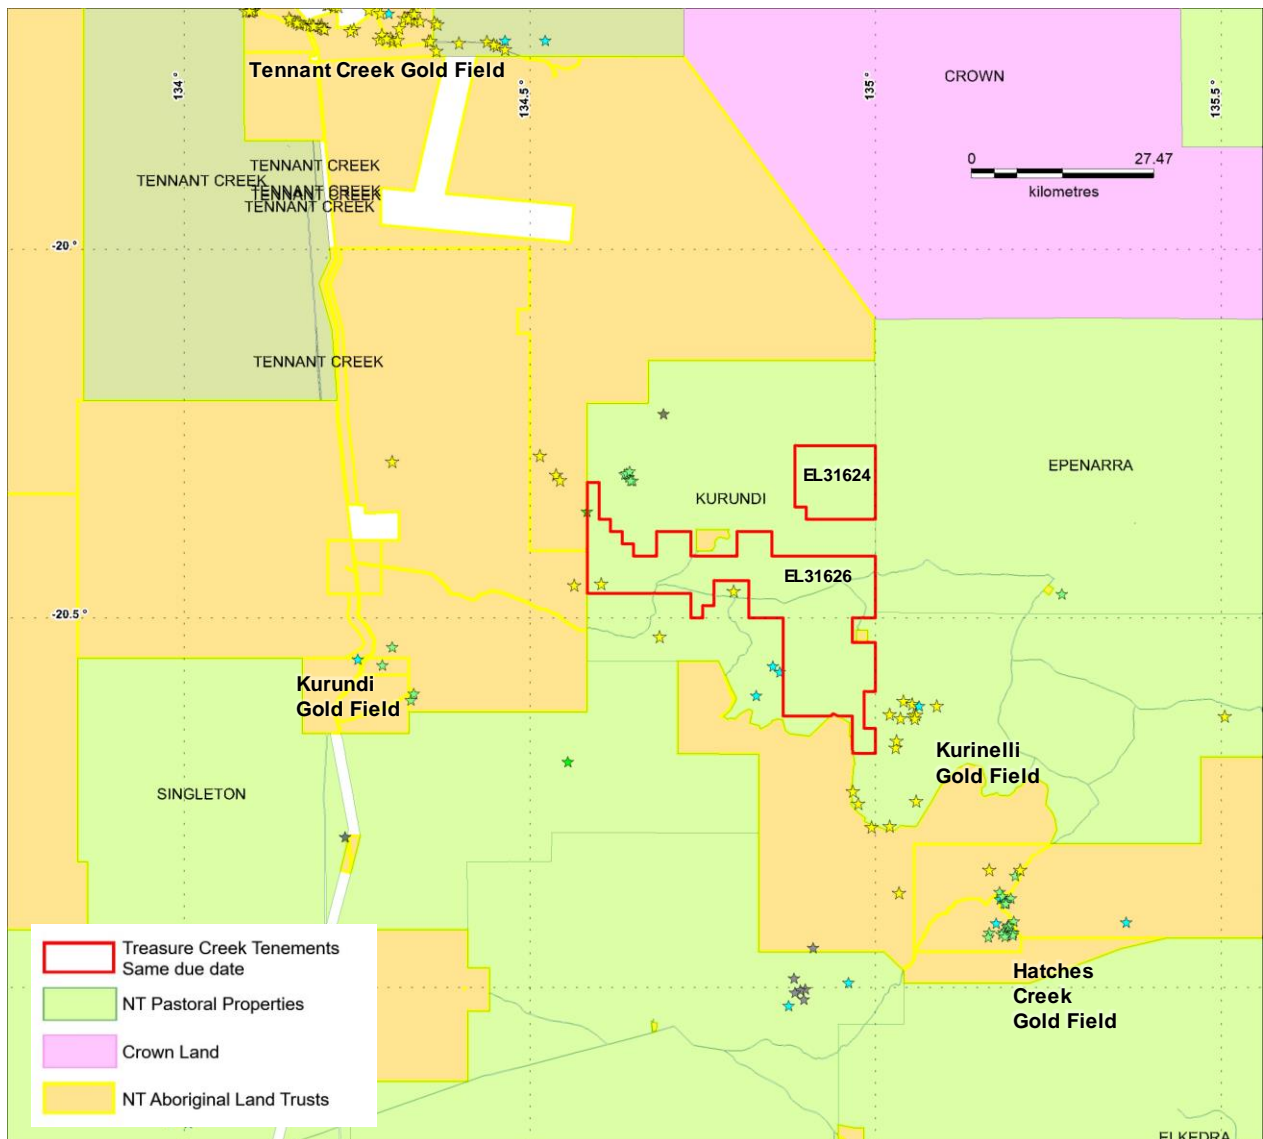 Tennant Creek Gold Field
134 °
134.5 °
135 °
135.5 °
CROWN
0 27.47
kilometres
TENNANT CREEK
TENNANT CREEK
TENNANT CREEK
TENNANT CREEK
TENNANT CREEK
-20. °
TENNANT CREEK
EPENARRA
EL31624
KURUNDI
EL31626
-20.5 °
Kurundi
Gold Field
Kurinelli
Gold Field
SINGLETON
Hatches
Creek
Gold Field
Treasure Creek Tenements
Same due date
NT Pastoral Properties
Crown Land
NT Aboriginal Land Trusts
ELKEDRA